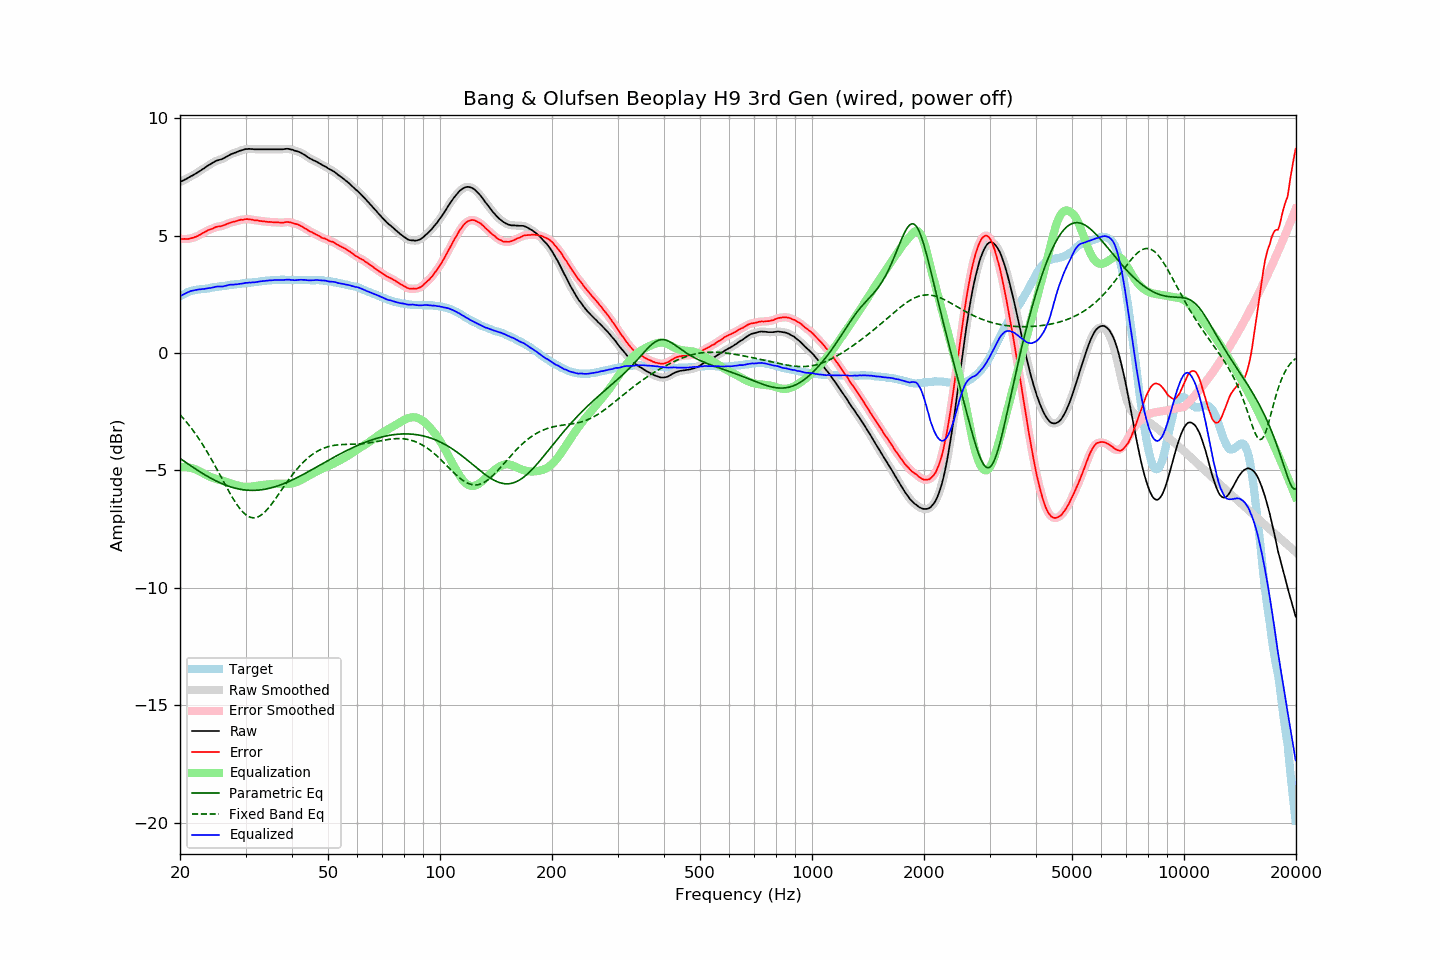 Bang & Olufsen Beoplay H9 3rd Gen (wired, power off)
10
5
0
−5
−10
−15
−20
Amplitude (dBr)
Target
Raw Smoothed
Error Smoothed
Raw
Error
Equalization
Parametric Eq
Fixed Band Eq
Equalized
20 50 100 200 500 1000 2000 5000 10000 20000
Frequency (Hz)